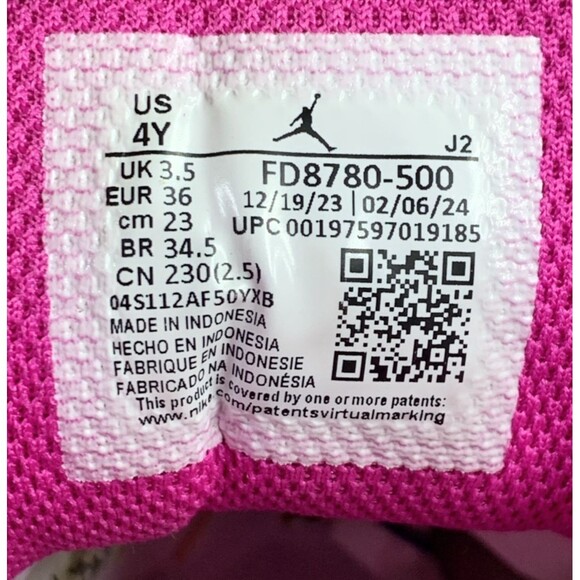 US
4Y
J2
UK 3.5
EUR 36
cm 23
BR 34.5
CN 230(2.5)
FD8780-500
12/19/23 | 02/06/24
UPC 00197597019185
04S112AF50YXB
MADE IN INDONESIA
HECHO EN INDONESIA
FABRIQUE EN INDONESIE
FABRICADO NA INDONÉSIA
This product is covered by one or more patents:
www.nike.com/patentsvirtualmarking